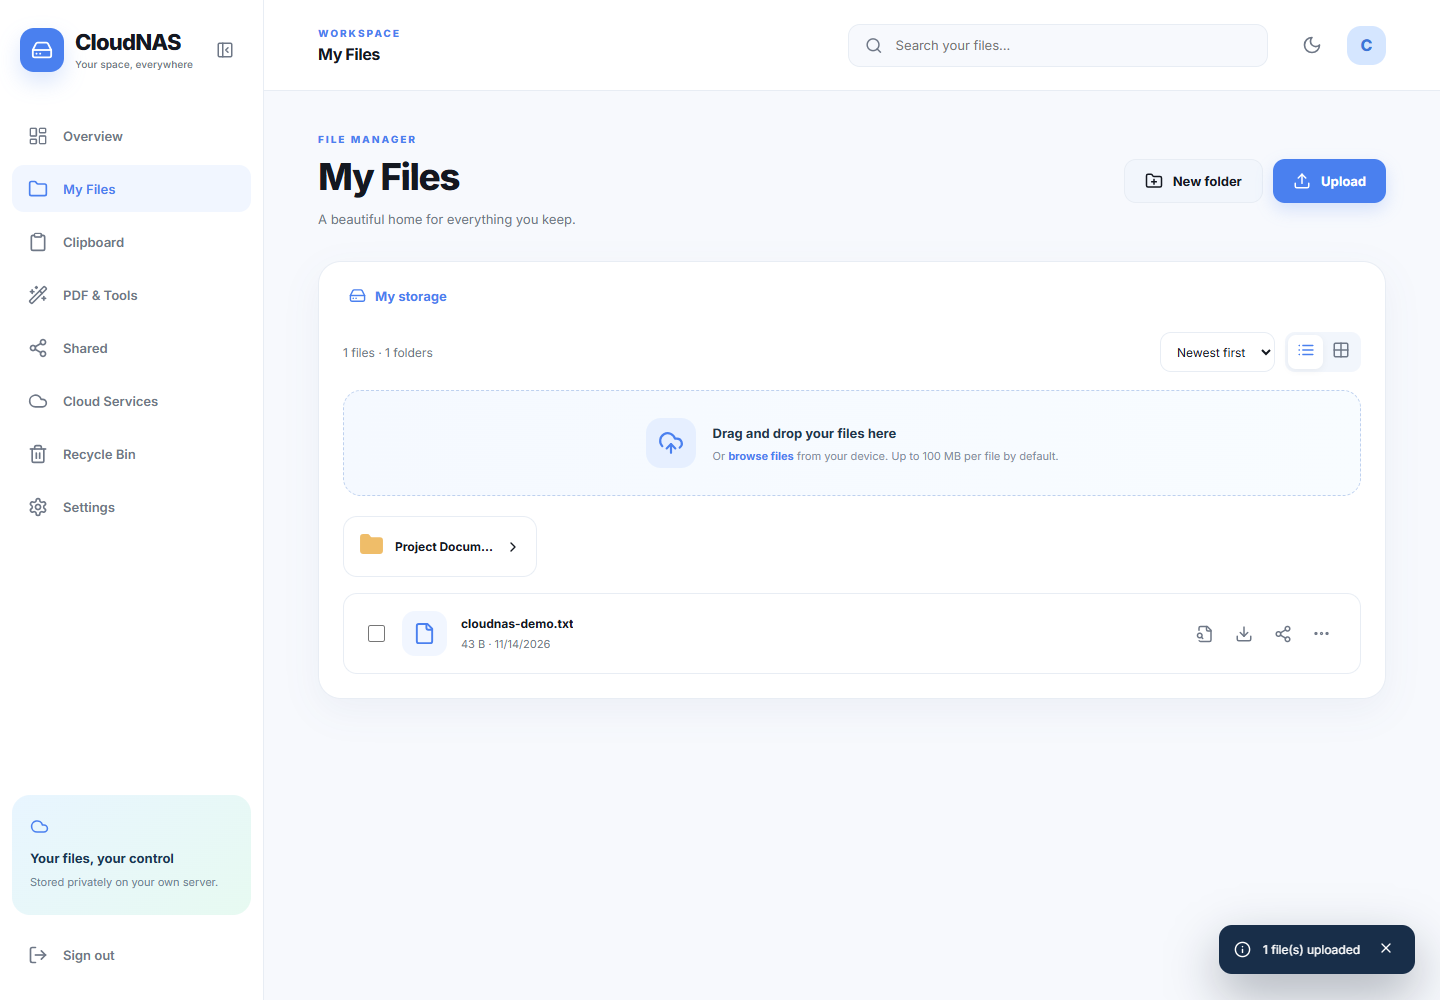 CloudNAS
Your space, everywhere
Overview
My Files
Clipboard
PDF & Tools
Shared
Cloud Services
Recycle Bin
Settings
Your files, your control
Stored privately on your own server.
Sign out
WORKSPACE
My Files
Search your files...
C
FILE MANAGER
My Files
A beautiful home for everything you keep.
New folder
Upload
My storage
1 files · 1 folders
Newest first
Drag and drop your files here
Or browse files from your device. Up to 100 MB per file by default.
Project Docum...
cloudnas-demo.txt
43 B · 11/14/2026
1 file(s) uploaded